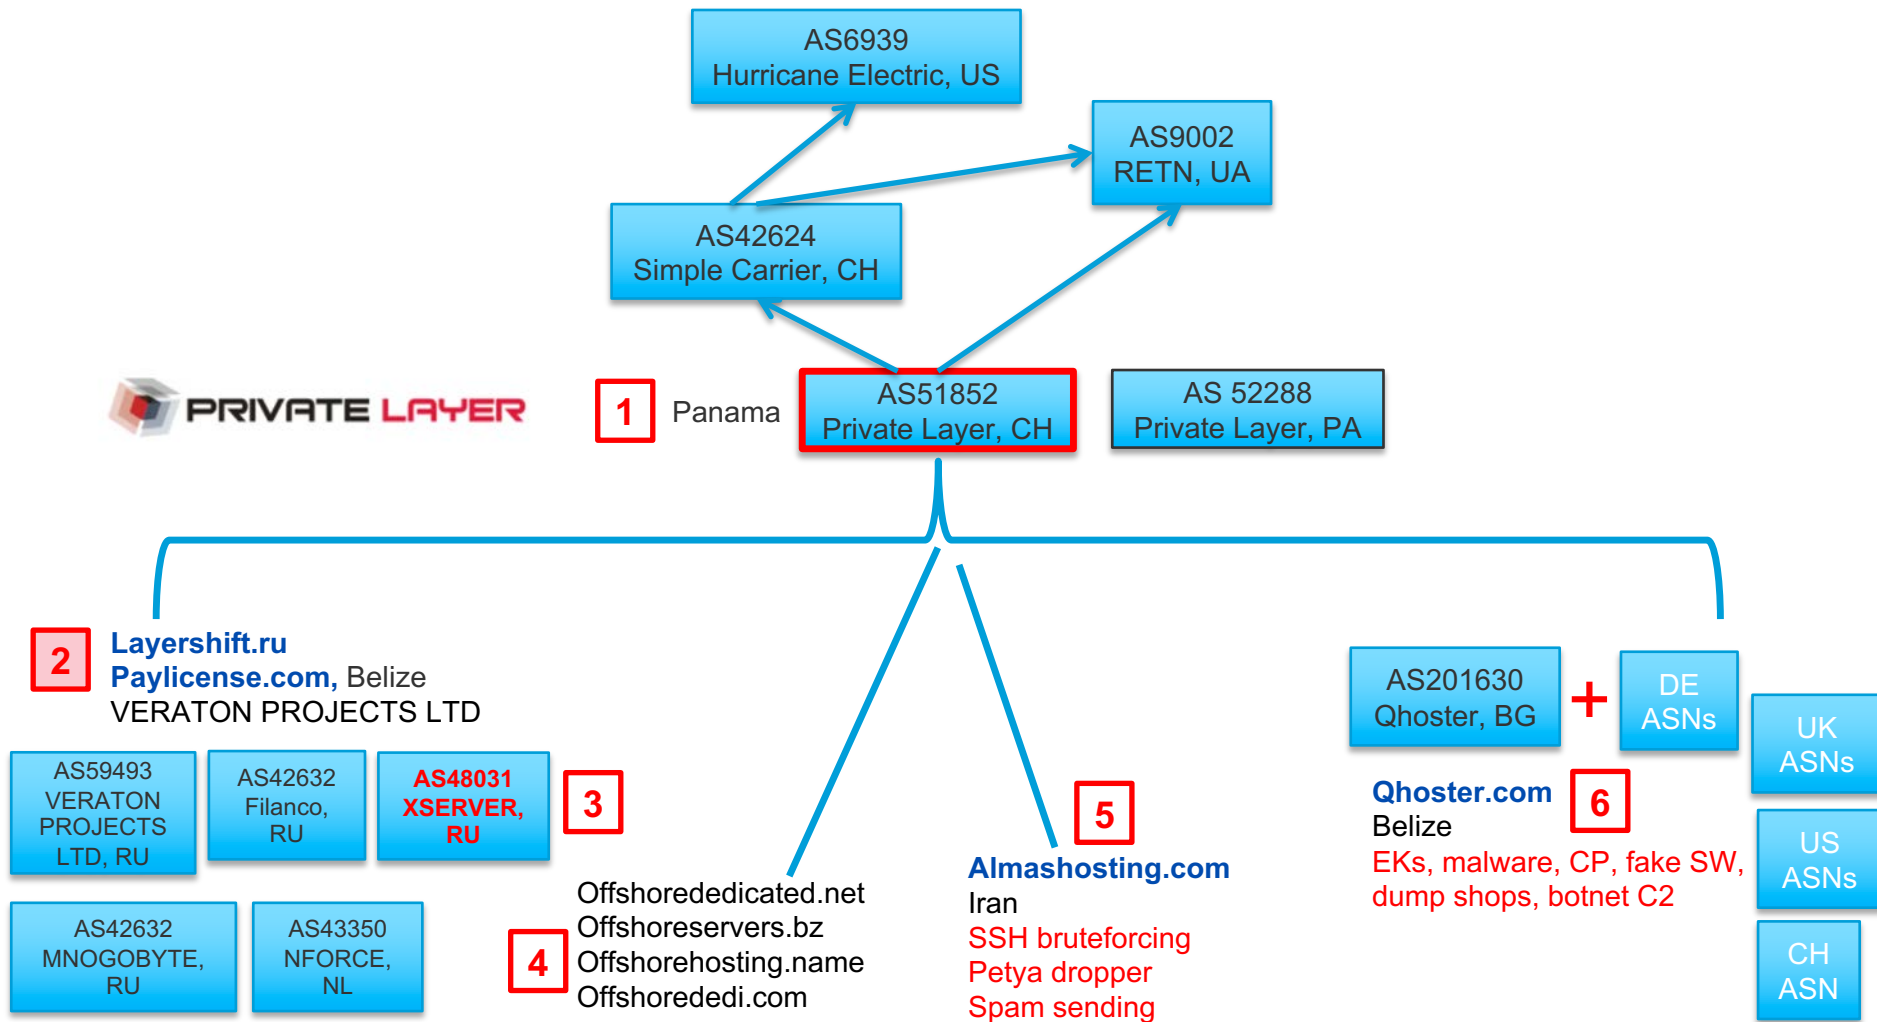 AS6939
Hurricane Electric, US
AS9002
RETN, UA
AS42624
Simple Carrier, CH
PRIVATE LAYER
1
Panama
AS51852
Private Layer, CH
AS 52288
Private Layer, PA
2
Layershift.ru
Paylicense.com, Belize
VERATON PROJECTS LTD
AS59493
VERATON
PROJECTS
LTD, RU
AS42632
Filanco,
RU
AS48031
XSERVER,
RU
3
AS42632
MNOGOBYTE,
RU
AS43350
NFORCE,
NL
4
Offshorededicated.net
Offshoreservers.bz
Offshorehosting.name
Offshorededi.com
5
Almashosting.com
Iran
SSH bruteforcing
Petya dropper
Spam sending
AS201630
Qhoster, BG
+
DE
ASNs
UK
ASNs
US
ASNs
CH
ASN
Qhoster.com
6
Belize
EKs, malware, CP, fake SW,
dump shops, botnet C2